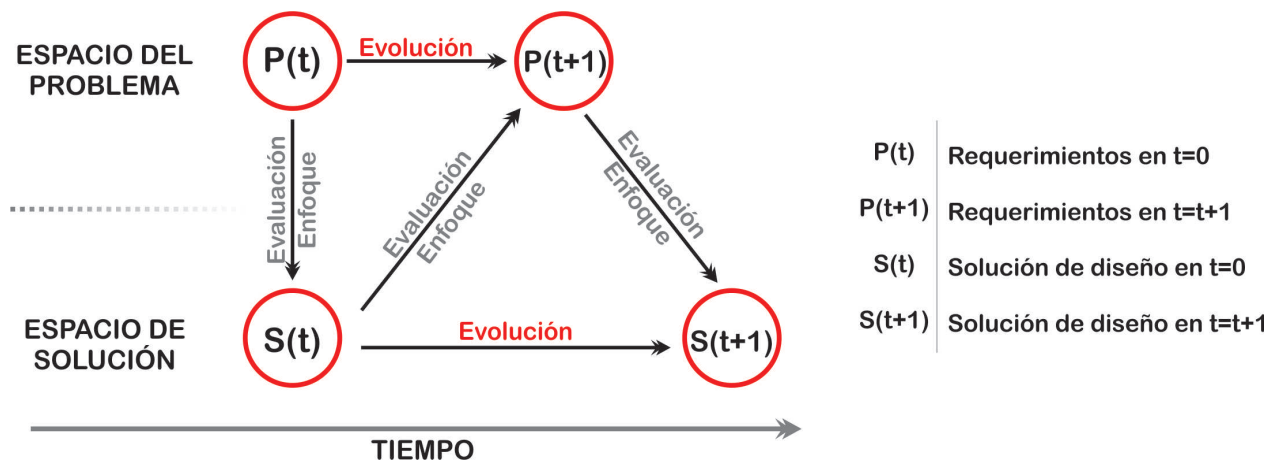 ESPACIO DEL
PROBLEMA
P(t)
Evolución
P(t+1)
Evaluación
Enfoque
Evaluación
Enfoque
Evaluación
Enfoque
ESPACIO DE
SOLUCIÓN
S(t)
Evolución
S(t+1)
TIEMPO
P(t) Requerimientos en t=0
P(t+1) Requerimientos en t=t+1
S(t) Solución de diseño en t=0
S(t+1) Solución de diseño en t=t+1